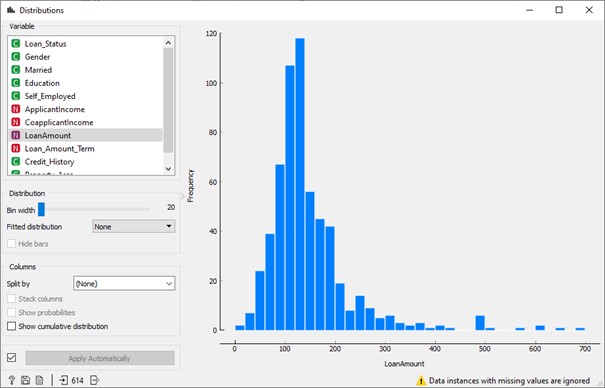 Distributions
Variable
C Loan_Status
C Gender
C Married
C Education
C Self_Employed
N ApplicantIncome
N CoapplicantIncome
N LoanAmount
N Loan_Amount_Term
C Credit_History
Property_Area
Distribution
Bin width 20
Fitted distribution None
Hide bars
Columns
Split by (None)
Stack columns
Show probabilities
Show cumulative distribution
Apply Automatically
? 614
120
100
80
60
40
20
0
Frequency
0 100 200 300 400 500 600 700
LoanAmount
Data instances with missing values are ignored